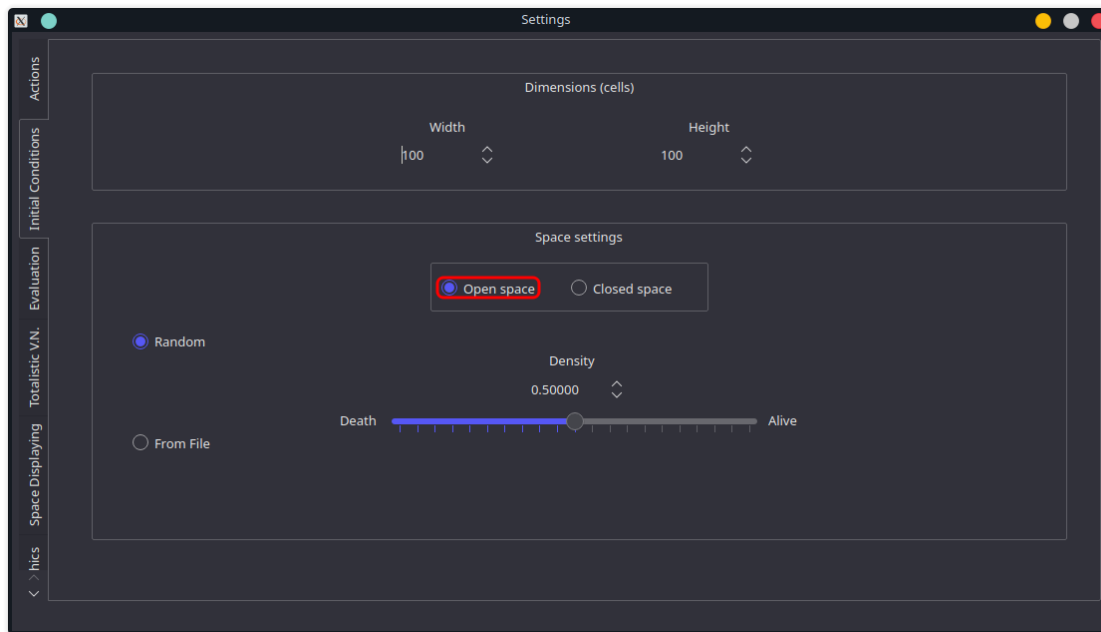 Settings
Actions
Initial Conditions
Evaluation
Totalistic V.N.
Space Displaying
hics
Dimensions (cells)
Width
Height
100
100
Space settings
Open space
Closed space
Random
Density
0.50000
Death
Alive
From File